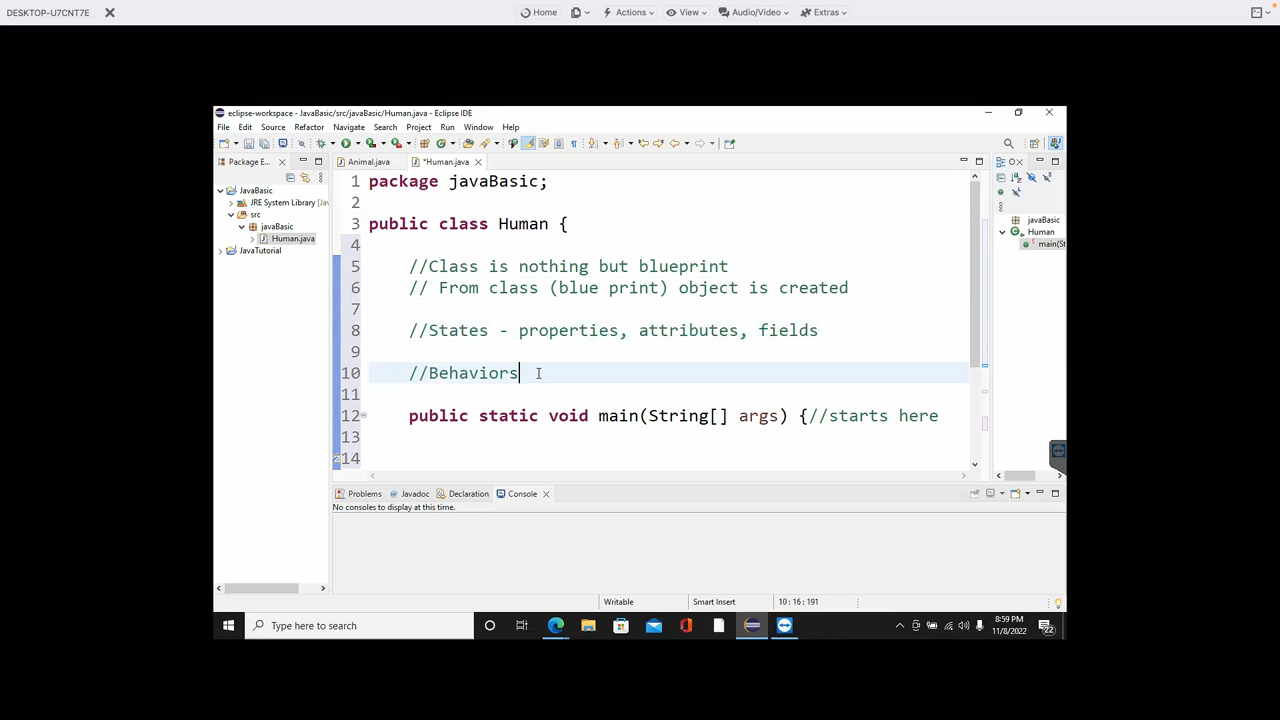 DESKTOP-U7CNT7E
Home Actions View Audio/Video Extras
eclipse-workspace - JavaBasic/src/javaBasic/Human.java - Eclipse IDE
File Edit Source Refactor Navigate Search Project Run Window Help
Package E...
Animal.java *Human.java
JavaBasic
JRE System Library [Ja
src
javaBasic
Human.java
JavaTutorial
1 package javaBasic;
2
3 public class Human {
4
5 //Class is nothing but blueprint
6 // From class (blue print) object is created
7
8 //States - properties, attributes, fields
9
10 //Behaviors
11
12 public static void main(String[] args) {//starts here
13
14
javaBasic
Human
main(St
Problems Javadoc Declaration Console
No consoles to display at this time.
Writable Smart Insert 10 : 16 : 191
Type here to search
8:59 PM
11/8/2022
22